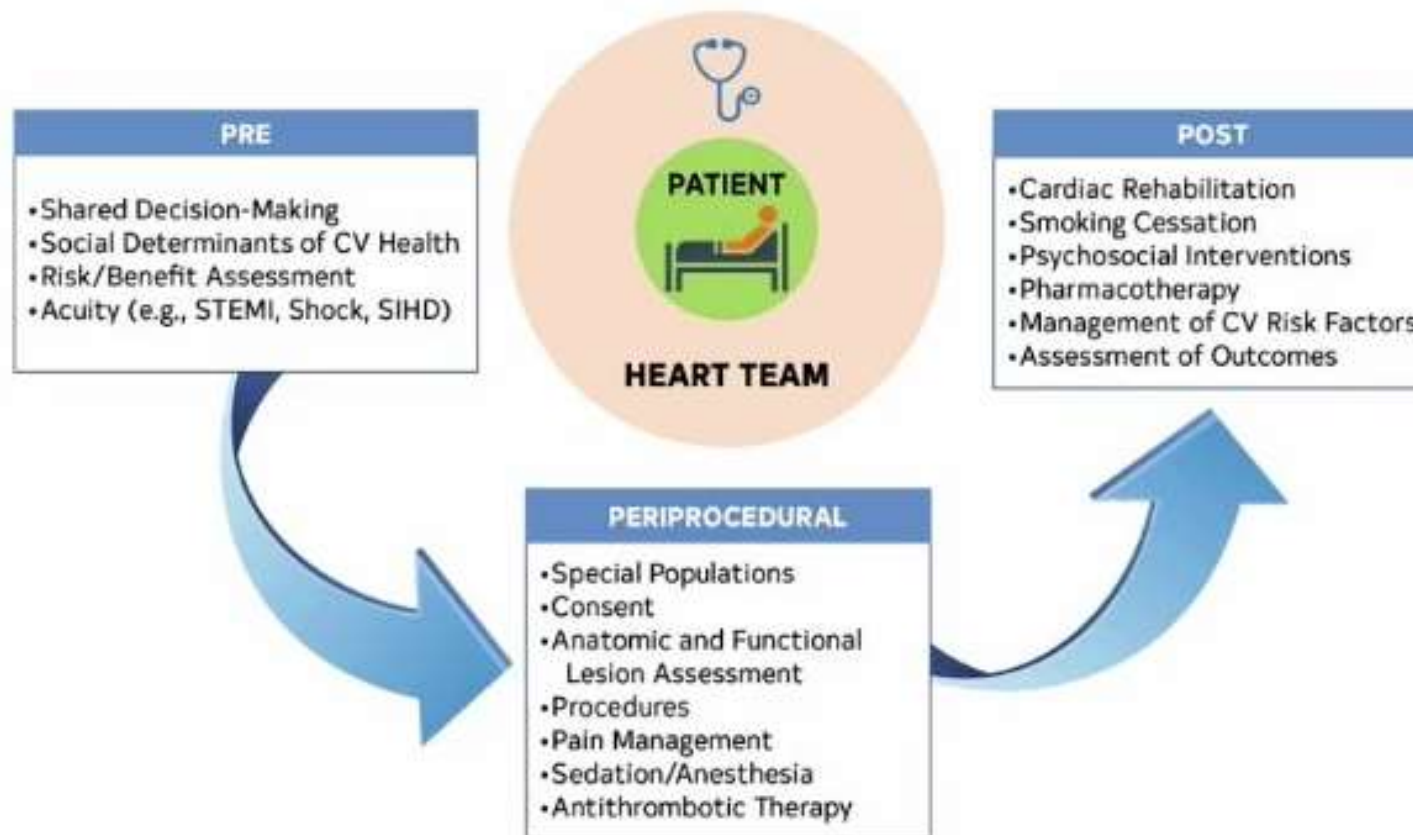 PRE
•Shared Decision-Making
•Social Determinants of CV Health
•Risk/Benefit Assessment
•Acuity (e.g., STEMI, Shock, SIHD)
PATIENT
HEART TEAM
POST
•Cardiac Rehabilitation
•Smoking Cessation
•Psychosocial Interventions
•Pharmacotherapy
•Management of CV Risk Factors
•Assessment of Outcomes
PERIPROCEDURAL
•Special Populations
•Consent
•Anatomic and Functional
Lesion Assessment
•Procedures
•Pain Management
•Sedation/Anesthesia
•Antithrombotic Therapy